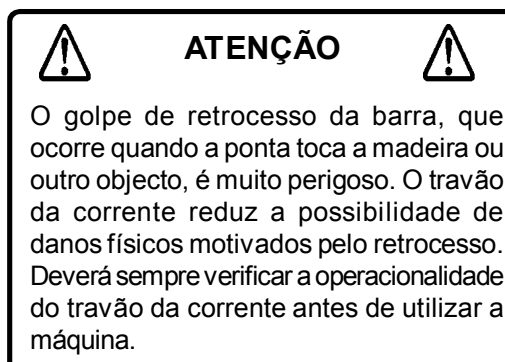 ATENÇÃO
O golpe de retrocesso da barra, que
ocorre quando a ponta toca a madeira ou
outro objecto, é muito perigoso. O travão
da corrente reduz a possibilidade de
danos físicos motivados pelo retrocesso.
Deverá sempre verificar a operacionalidade
do travão da corrente antes de utilizar a
máquina.